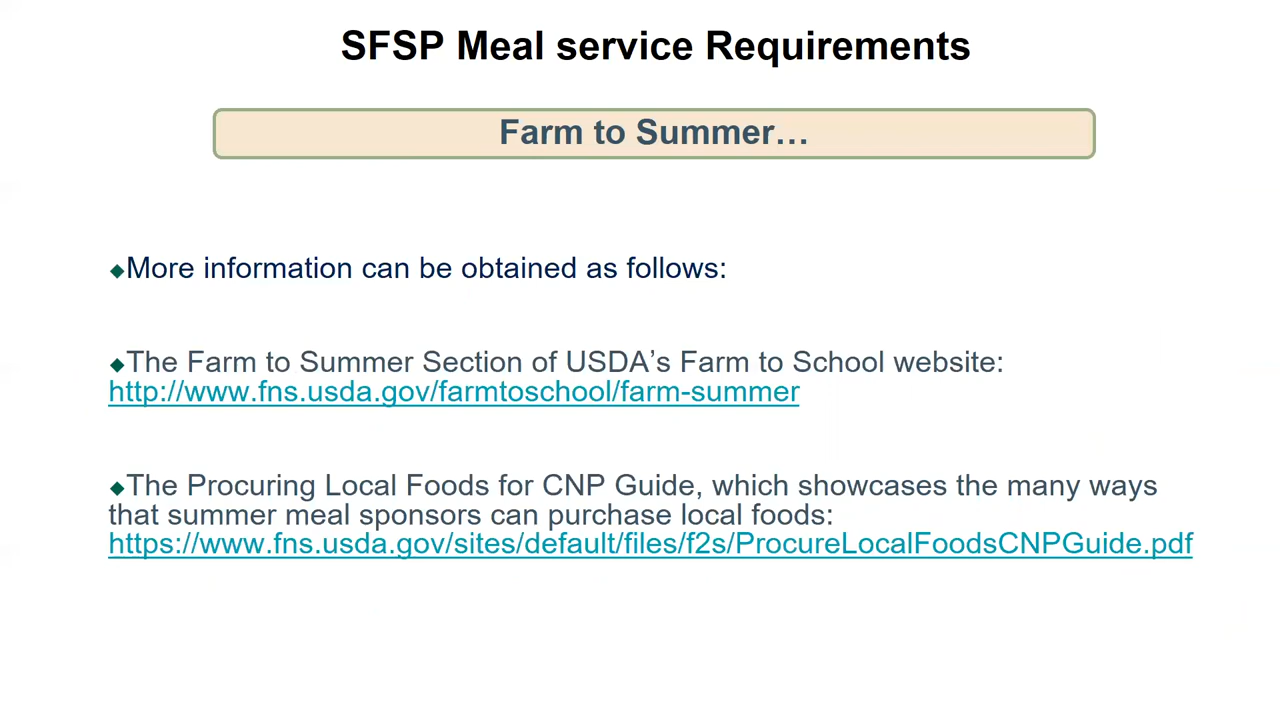 SFSP Meal service Requirements
Farm to Summer…
◆More information can be obtained as follows:
◆The Farm to Summer Section of USDA’s Farm to School website:
http://www.fns.usda.gov/farmtoschool/farm-summer
◆The Procuring Local Foods for CNP Guide, which showcases the many ways
that summer meal sponsors can purchase local foods:
https://www.fns.usda.gov/sites/default/files/f2s/ProcureLocalFoodsCNPGuide.pdf